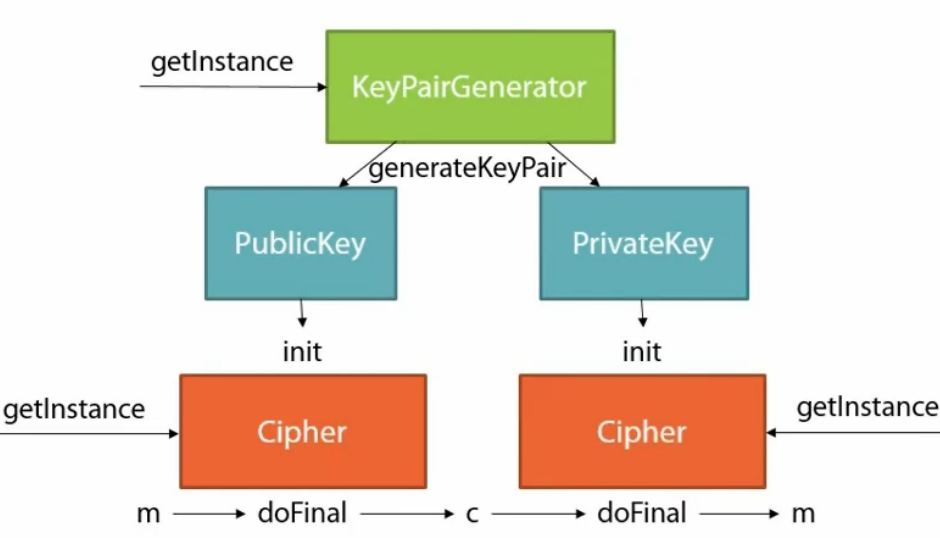 getInstance
KeyPairGenerator
generateKeyPair
PublicKey
PrivateKey
init
init
getInstance
Cipher
Cipher
getInstance
m
doFinal
c
doFinal
m